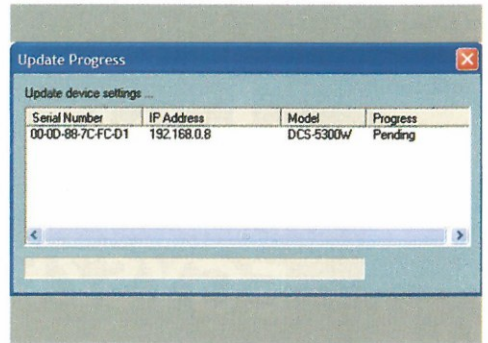 Update Progress
Update device settings ...
Serial Number IP Address Model Progress
00-0D-88-7C-FC-D1 192.168.0.8 DCS-5300W Pending